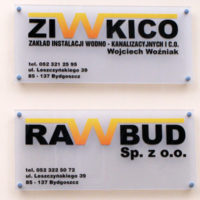 ZIWKICO
ZAKŁAD INSTALACJI WODNO - KANALIZACYJNYCH I C.O.
Wojciech Woźniak
tel. 052 321 25 95
ul. Leszczyńskiego 39
85 - 137 Bydgoszcz
RAWBUD
Sp. z o.o.
tel. 052 322 50 72
ul. Leszczyńskiego 39
85 - 137 Bydgoszcz